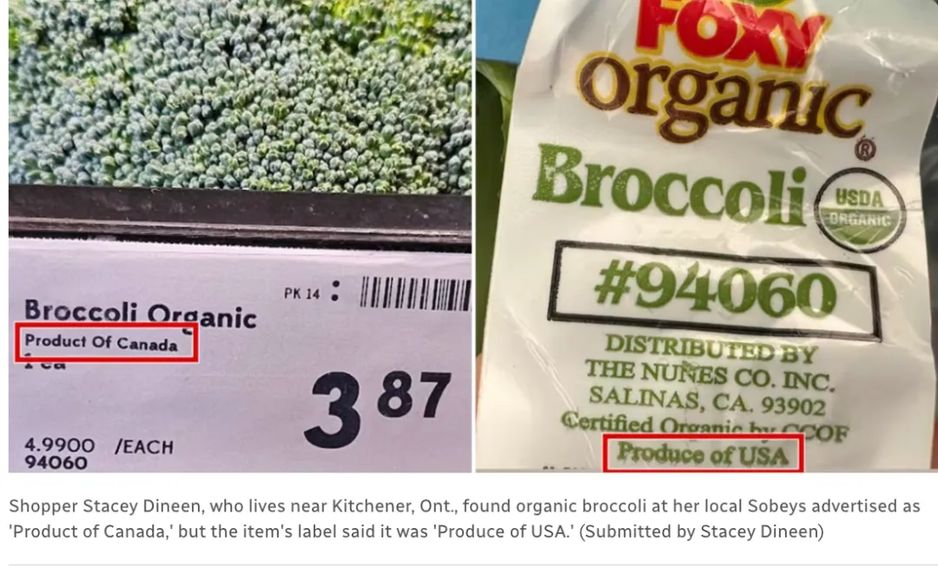 Broccoli Organic
PK 14
Product Of Canada
3 87
4.9900 /EACH
94060
FOXY
organic®
Broccoli
USDA
ORGANIC
#94060
DISTRIBUTED BY
THE NUNES CO. INC.
SALINAS, CA. 93902
Certified Organic by CCOF
Produce of USA
Shopper Stacey Dineen, who lives near Kitchener, Ont., found organic broccoli at her local Sobeys advertised as
'Product of Canada,' but the item's label said it was 'Produce of USA.' (Submitted by Stacey Dineen)